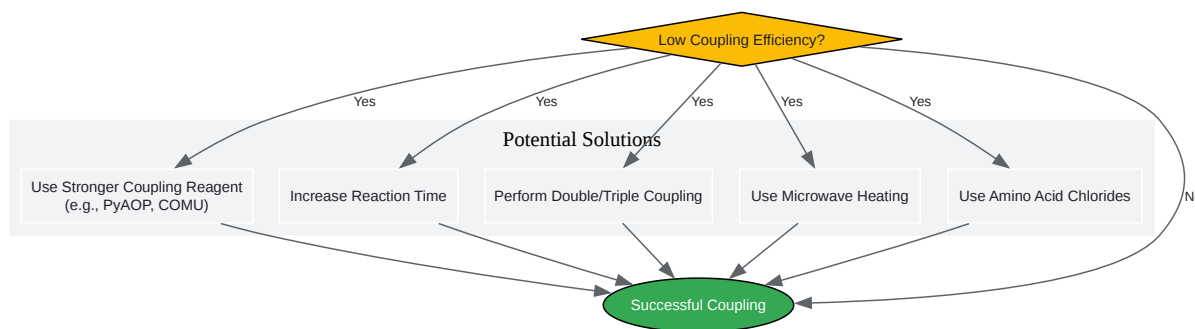 Low Coupling Efficiency?
Yes
Yes
Yes
Yes
Yes
Potential Solutions
Use Stronger Coupling Reagent
(e.g., PyAOP, COMU)
Increase Reaction Time
Perform Double/Triple Coupling
Use Microwave Heating
Use Amino Acid Chlorides
N
Successful Coupling